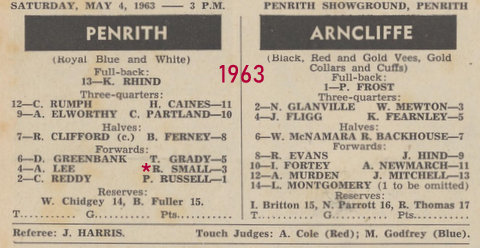 SATURDAY, MAY 4, 1963 — 3 P.M.
PENRITH SHOWGROUND, PENRITH
PENRITH
(Royal Blue and White)
Full-back:
13—K. RHIND
Three-quarters:
12—C. RUMPH H. CAINES—11
9—A. ELWORTHY C. PARTLAND—10
Halves:
7—R. CLIFFORD (c.) B. FERNEY—8
Forwards:
6—D. GREENBANK T. GRADY—5
4—A. LEE *R. SMALL—3
2—C. REDDY P. RUSSELL—1
Reserves:
W. Chidgey 14, B. Fuller 15.
T............ G............ Pts............
1963
ARNCLIFFE
(Black, Red and Gold Vees, Gold
Collars and Cuffs)
Full-back:
1—P. FROST
Three-quarters:
2—N. GLANVILLE W. MEWTON—3
4—J. FLIGG K. FEARNLEY—5
Halves:
6—W. McNAMARA R. BACKHOUSE—7
Forwards:
8—R. EVANS J. HIND—9
10—I. FORTEY A. NEWMARCH—11
12—A. MURDEN J. MITCHELL—13
14—L. MONTGOMERY (1 to be omitted)
Reserves:
I. Britton 15, N. Parrott 16, R. Thomas 17
T............ G............ Pts............
Referee: J. HARRIS. Touch Judges: A. Cole (Red); M. Godfrey (Blue).